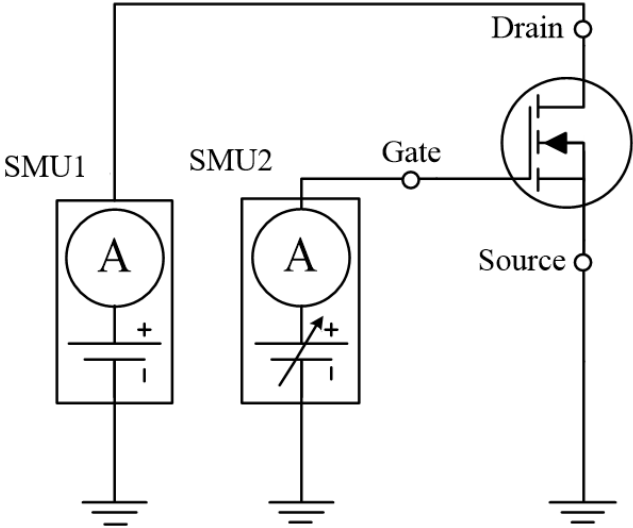 Drain
SMU1
SMU2
Gate
A
A
Source
+
+